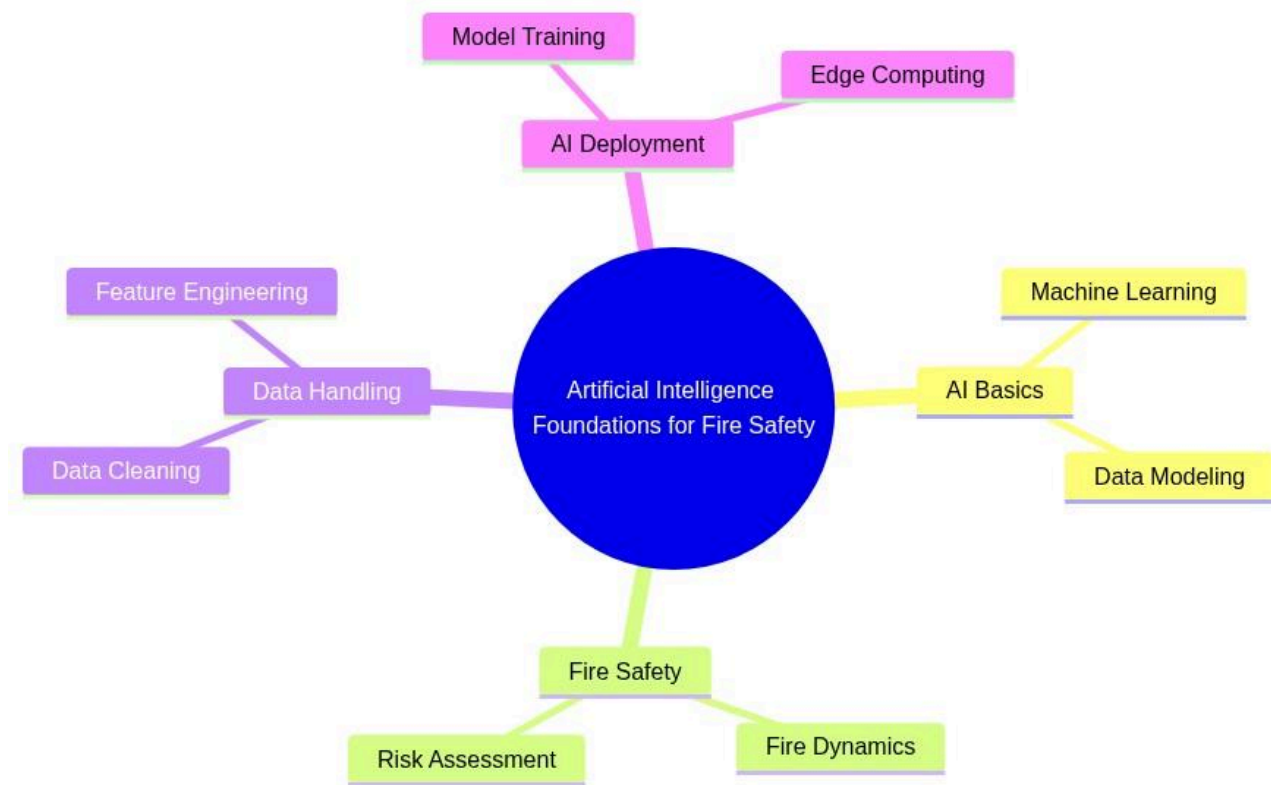 Model Training
Edge Computing
AI Deployment
Feature Engineering
Machine Learning
Data Handling
Artificial Intelligence
Foundations for Fire Safety
AI Basics
Data Cleaning
Data Modeling
Fire Safety
Risk Assessment
Fire Dynamics